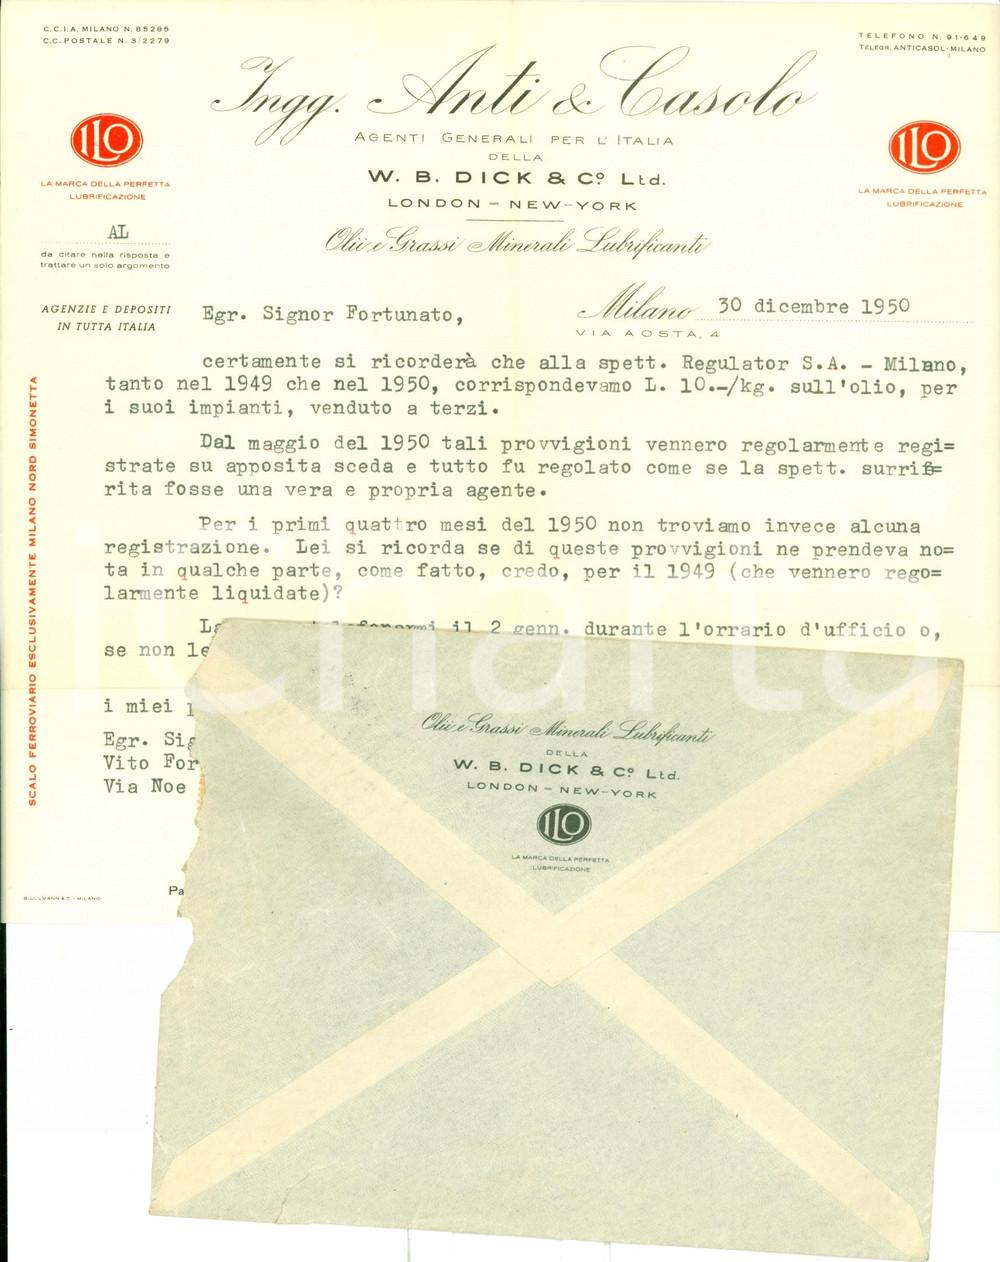 C.C.I.A. MILANO N. 85285
C.C. POSTALE N. 3/2279
TELEFONO N. 91-649
TELEGR. ANTICASOL-MILANO
Ingg. Anti & Casolo
AGENTI GENERALI PER L'ITALIA
DELLA
W. B. DICK & Cº Ltd.
LONDON - NEW-YORK
Olii e Grassi Minerali Lubrificanti
ILO
LA MARCA DELLA PERFETTA
LUBRIFICAZIONE
ILO
LA MARCA DELLA PERFETTA
LUBRIFICAZIONE
AL
da citare nella risposta e
trattare un solo argomento
AGENZIE E DEPOSITI
IN TUTTA ITALIA
Milano 30 dicembre 1950
VIA AOSTA, 4
Egr. Signor Fortunato,
certamente si ricorderà che alla spett. Regulator S.A. - Milano,
tanto nel 1949 che nel 1950, corrispondevamo L. 10.-/kg. sull'olio, per
i suoi impianti, venduto a terzi.
Dal maggio del 1950 tali provvigioni vennero regolarmente regi=
strate su apposita sceda e tutto fu regolato come se la spett. surrife=
rita fosse una vera e propria agente.
Per i primi quattro mesi del 1950 non troviamo invece alcuna
registrazione. Lei si ricorda se di queste provvigioni ne prendeva no=
ta in qualche parte, come fatto, credo, per il 1949 (che vennero rego=
larmente liquidate)?
il 2 genn. durante l'orrario d'ufficio o,
se non le
i miei
Egr. Sig
Vito For
Via Noe
Pa
SCALO FERROVIARIO ESCLUSIVAMENTE MILANO NORD SIMONETTA
B. ULLMANN & C. - MILANO
Olii e Grassi Minerali Lubrificanti
DELLA
W. B. DICK & Cº Ltd.
LONDON - NEW-YORK
ILO
LA MARCA DELLA PERFETTA
LUBRIFICAZIONE